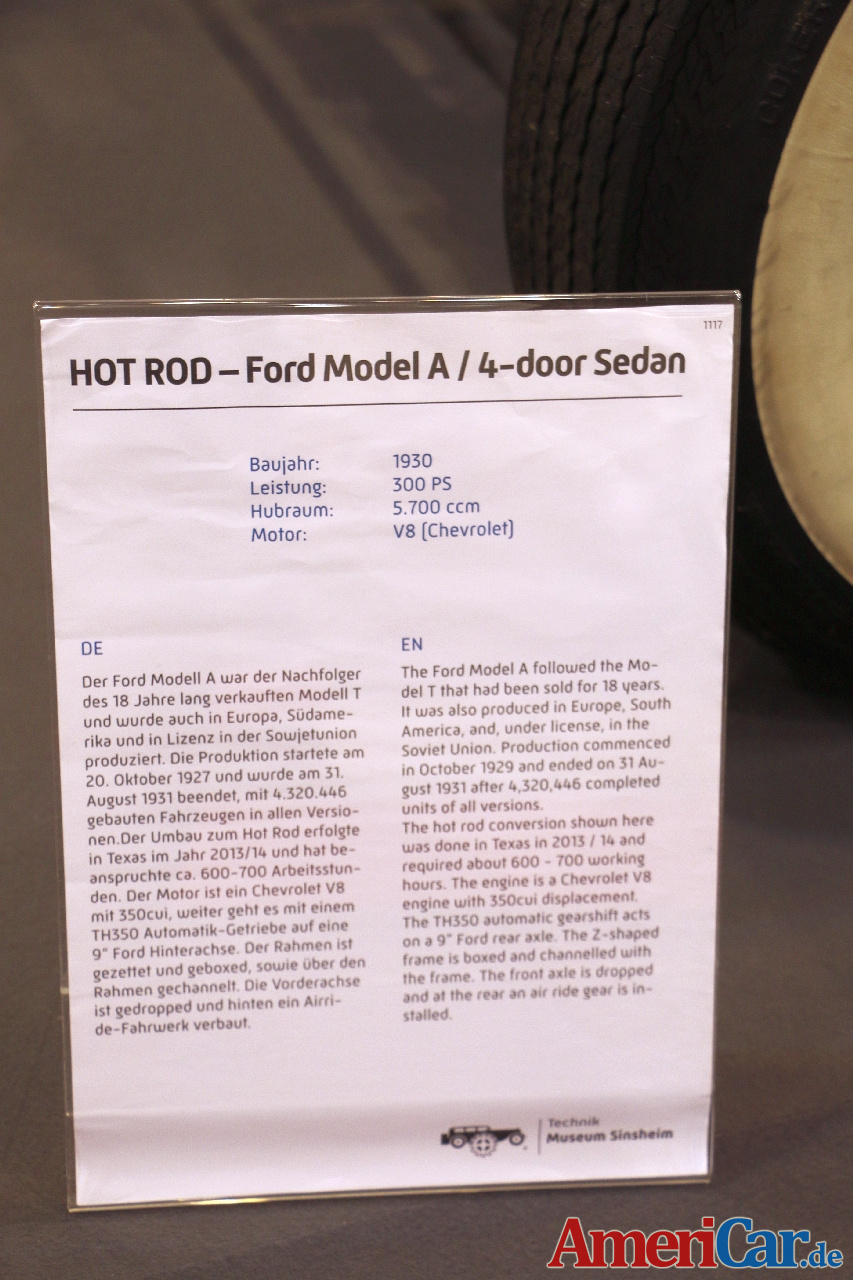 1117
HOT ROD – Ford Model A / 4-door Sedan
Baujahr: 1930
Leistung: 300 PS
Hubraum: 5.700 ccm
Motor: V8 (Chevrolet)
DE
Der Ford Modell A war der Nachfolger
des 18 Jahre lang verkauften Modell T
und wurde auch in Europa, Südame-
rika und in Lizenz in der Sowjetunion
produziert. Die Produktion startete am
20. Oktober 1927 und wurde am 31.
August 1931 beendet, mit 4.320.446
gebauten Fahrzeugen in allen Versio-
nen.Der Umbau zum Hot Rod erfolgte
in Texas im Jahr 2013/14 und hat be-
anspruchte ca. 600-700 Arbeitsstun-
den. Der Motor ist ein Chevrolet V8
mit 350cui, weiter geht es mit einem
TH350 Automatik-Getriebe auf eine
9" Ford Hinterachse. Der Rahmen ist
gezettet und geboxed, sowie über den
Rahmen gechannelt. Die Vorderachse
ist gedropped und hinten ein Airri-
de-Fahrwerk verbaut.
EN
The Ford Model A followed the Mo-
del T that had been sold for 18 years.
It was also produced in Europe, South
America, and, under license, in the
Soviet Union. Production commenced
in October 1929 and ended on 31 Au-
gust 1931 after 4,320,446 completed
units of all versions.
The hot rod conversion shown here
was done in Texas in 2013 / 14 and
required about 600 - 700 working
hours. The engine is a Chevrolet V8
engine with 350cui displacement.
The TH350 automatic gearshift acts
on a 9" Ford rear axle. The Z-shaped
frame is boxed and channelled with
the frame. The front axle is dropped
and at the rear an air ride gear is in-
stalled.
Technik
Museum Sinsheim
AmeriCar.de